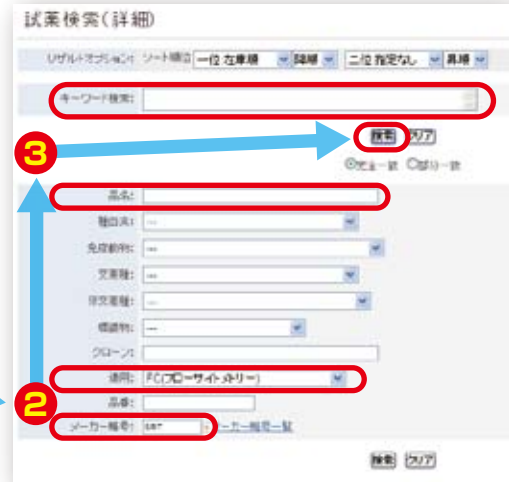 試薬検索(詳細)
リザルトオプション: ソート順位 一位 在庫順 降順 二位 指定なし 昇順
キーワード検索:
検索 クリア
3
完全一致 部分一致
品名:
種由来: ---
免疫動物: ---
交差種: ---
非交差種: ---
標識物: ---
クローン:
適用: FC(フローサイトメトリー)
2
品番:
メーカー略号: メーカー略号一覧
検索 クリア